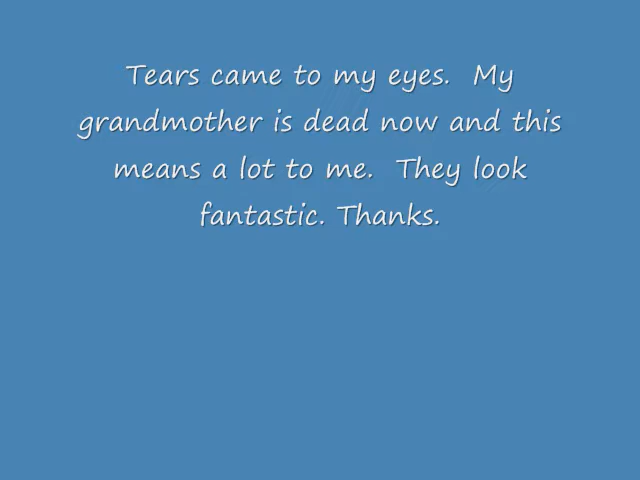 Tears came to my eyes.  My
grandmother is dead now and this
means a lot to me.  They look
fantastic. Thanks.